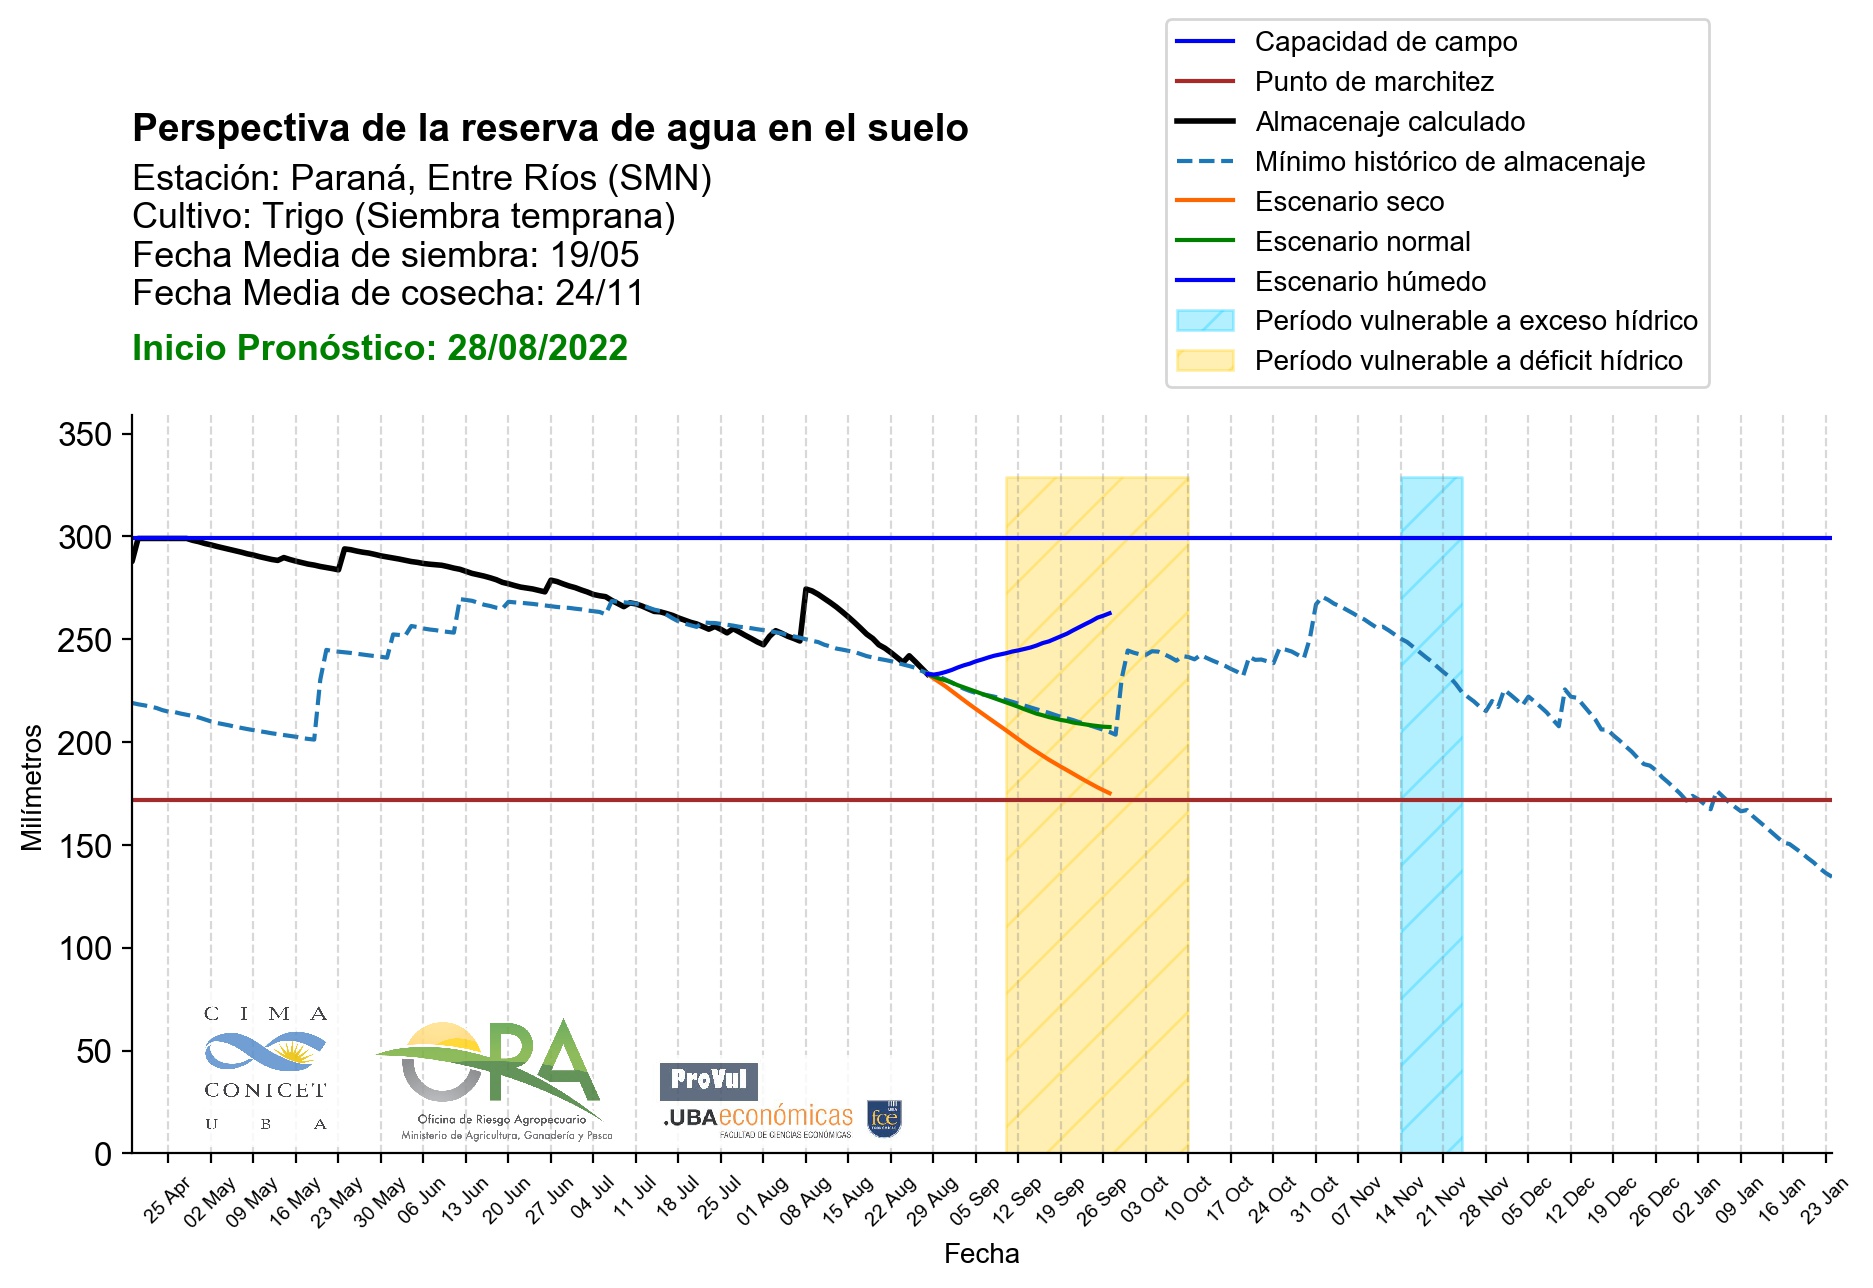 Capacidad de campo
Punto de marchitez
Almacenaje calculado
Mínimo histórico de almacenaje
Escenario seco
Escenario normal
Escenario húmedo
Período vulnerable a exceso hídrico
Período vulnerable a déficit hídrico
Perspectiva de la reserva de agua en el suelo
Estación: Paraná, Entre Ríos (SMN)
Cultivo: Trigo (Siembra temprana)
Fecha Media de siembra: 19/05
Fecha Media de cosecha: 24/11
Inicio Pronóstico: 28/08/2022
350
300
250
200
150
100
50
0
Milímetros
CIMA
CONICET
UBA
ORA
Oficina de Riesgo Agropecuario
Ministerio de Agricultura, Ganadería y Pesca
ProVul
.UBAeconómicas
FACULTAD DE CIENCIAS ECONÓMICAS
fce
25 Apr
02 May
09 May
16 May
23 May
30 May
06 Jun
13 Jun
20 Jun
27 Jun
04 Jul
11 Jul
18 Jul
25 Jul
01 Aug
08 Aug
15 Aug
22 Aug
29 Aug
05 Sep
12 Sep
19 Sep
26 Sep
03 Oct
10 Oct
17 Oct
24 Oct
31 Oct
07 Nov
14 Nov
21 Nov
28 Nov
05 Dec
12 Dec
19 Dec
26 Dec
02 Jan
09 Jan
16 Jan
23 Jan
Fecha